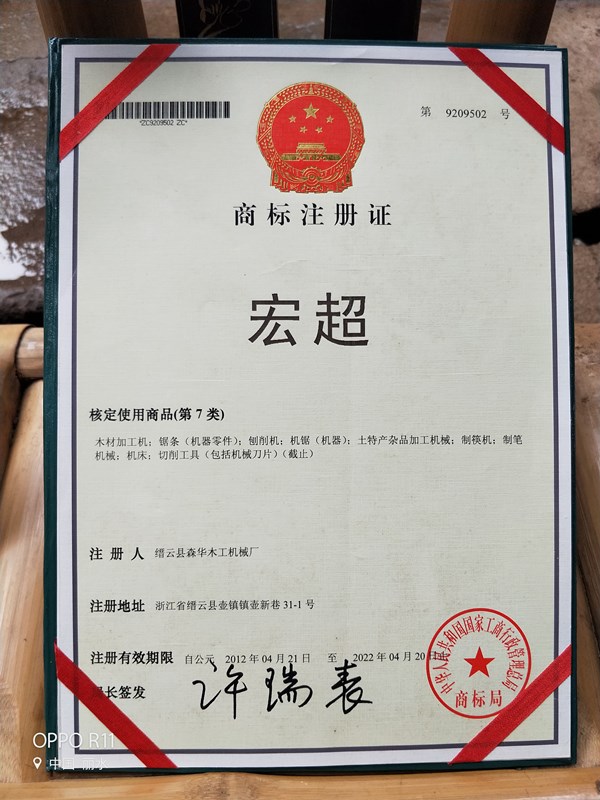 *ZC9209502 ZC*
第 9209502 号
商标注册证
宏超
核定使用商品(第 7 类)
木材加工机；锯条（机器零件）；刨削机；机锯（机器）；土特产杂品加工机械；制筷机；制笔
机械；机床；切削工具（包括机械刀片）（截止）
注 册 人 缙云县森华木工机械厂
注册地址 浙江省缙云县壶镇镇壶新巷 31-1 号
注册有效期限 自公元 2012 年 04 月 21 日 至 2022 年 04 月 20 日止
局长签发 许瑞表
中华人民共和国国家工商行政管理总局
商标局
OPPO R11
中国·丽水